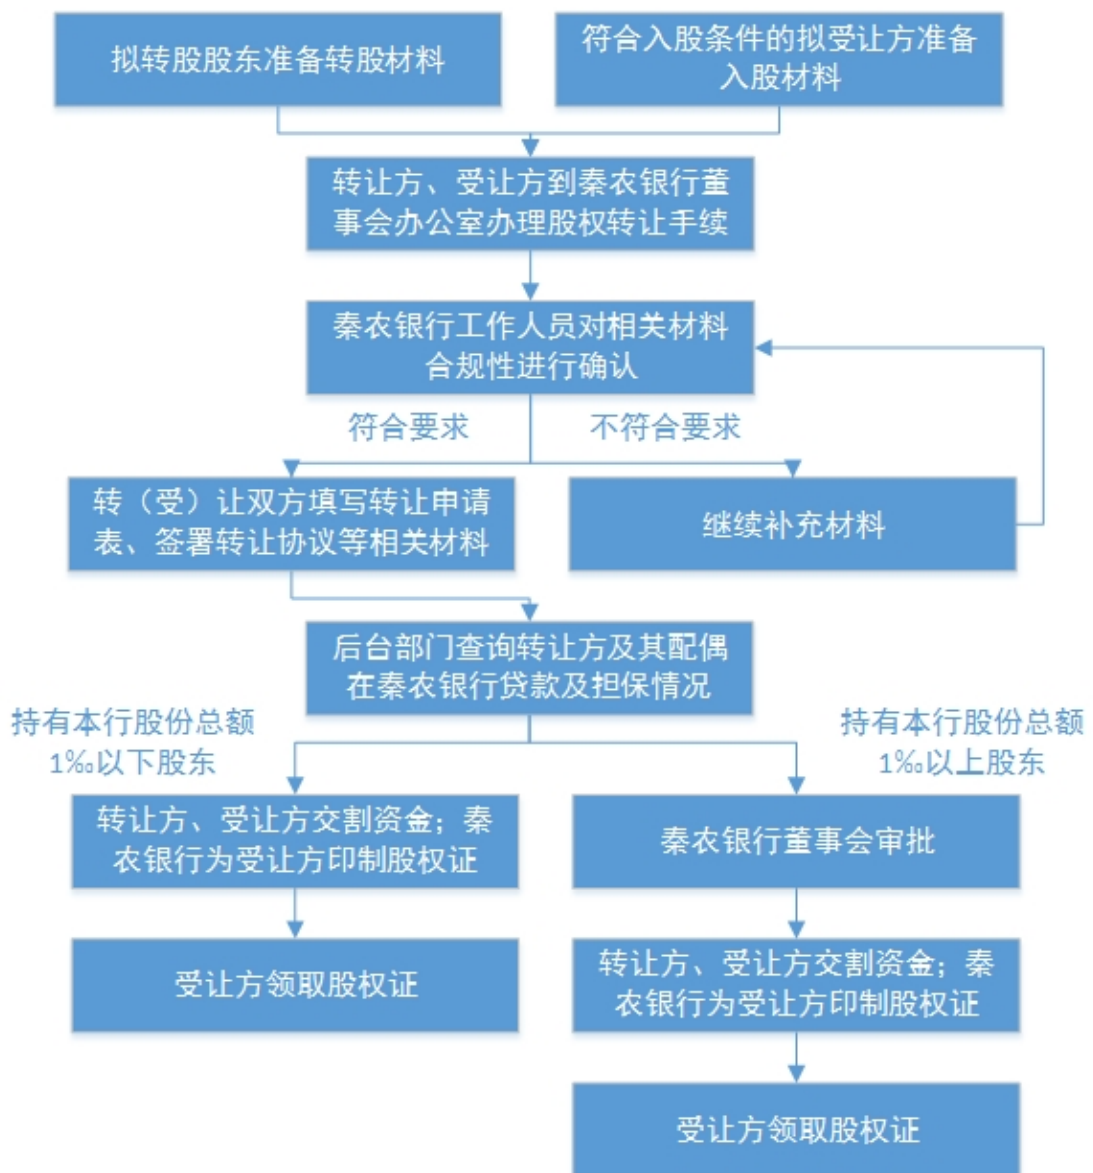 拟转股股东准备转股材料
符合入股条件的拟受让方准备
入股材料
转让方、受让方到秦农银行董
事会办公室办理股权转让手续
秦农银行工作人员对相关材料
合规性进行确认
符合要求
不符合要求
转（受）让双方填写转让申请
表、签署转让协议等相关材料
继续补充材料
后台部门查询转让方及其配偶
在秦农银行贷款及担保情况
持有本行股份总额
1‰以下股东
持有本行股份总额
1‰以上股东
转让方、受让方交割资金；秦
农银行为受让方印制股权证
秦农银行董事会审批
受让方领取股权证
转让方、受让方交割资金；秦
农银行为受让方印制股权证
受让方领取股权证